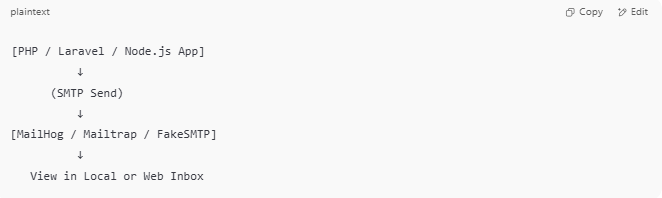 plaintext
Copy
Edit
[PHP / Laravel / Node.js App]
↓
(SMTP Send)
↓
[MailHog / Mailtrap / FakeSMTP]
↓
View in Local or Web Inbox